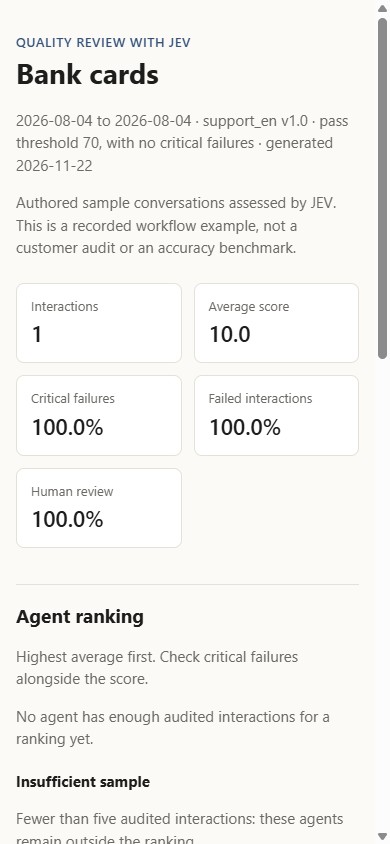 QUALITY REVIEW WITH JEV
Bank cards
2026-08-04 to 2026-08-04 · support_en v1.0 · pass
threshold 70, with no critical failures · generated
2026-11-22
Authored sample conversations assessed by JEV.
This is a recorded workflow example, not a
customer audit or an accuracy benchmark.
Interactions
1
Average score
10.0
Critical failures
100.0%
Failed interactions
100.0%
Human review
100.0%
Agent ranking
Highest average first. Check critical failures
alongside the score.
No agent has enough audited interactions for a
ranking yet.
Insufficient sample
Fewer than five audited interactions: these agents
remain outside the ranking.